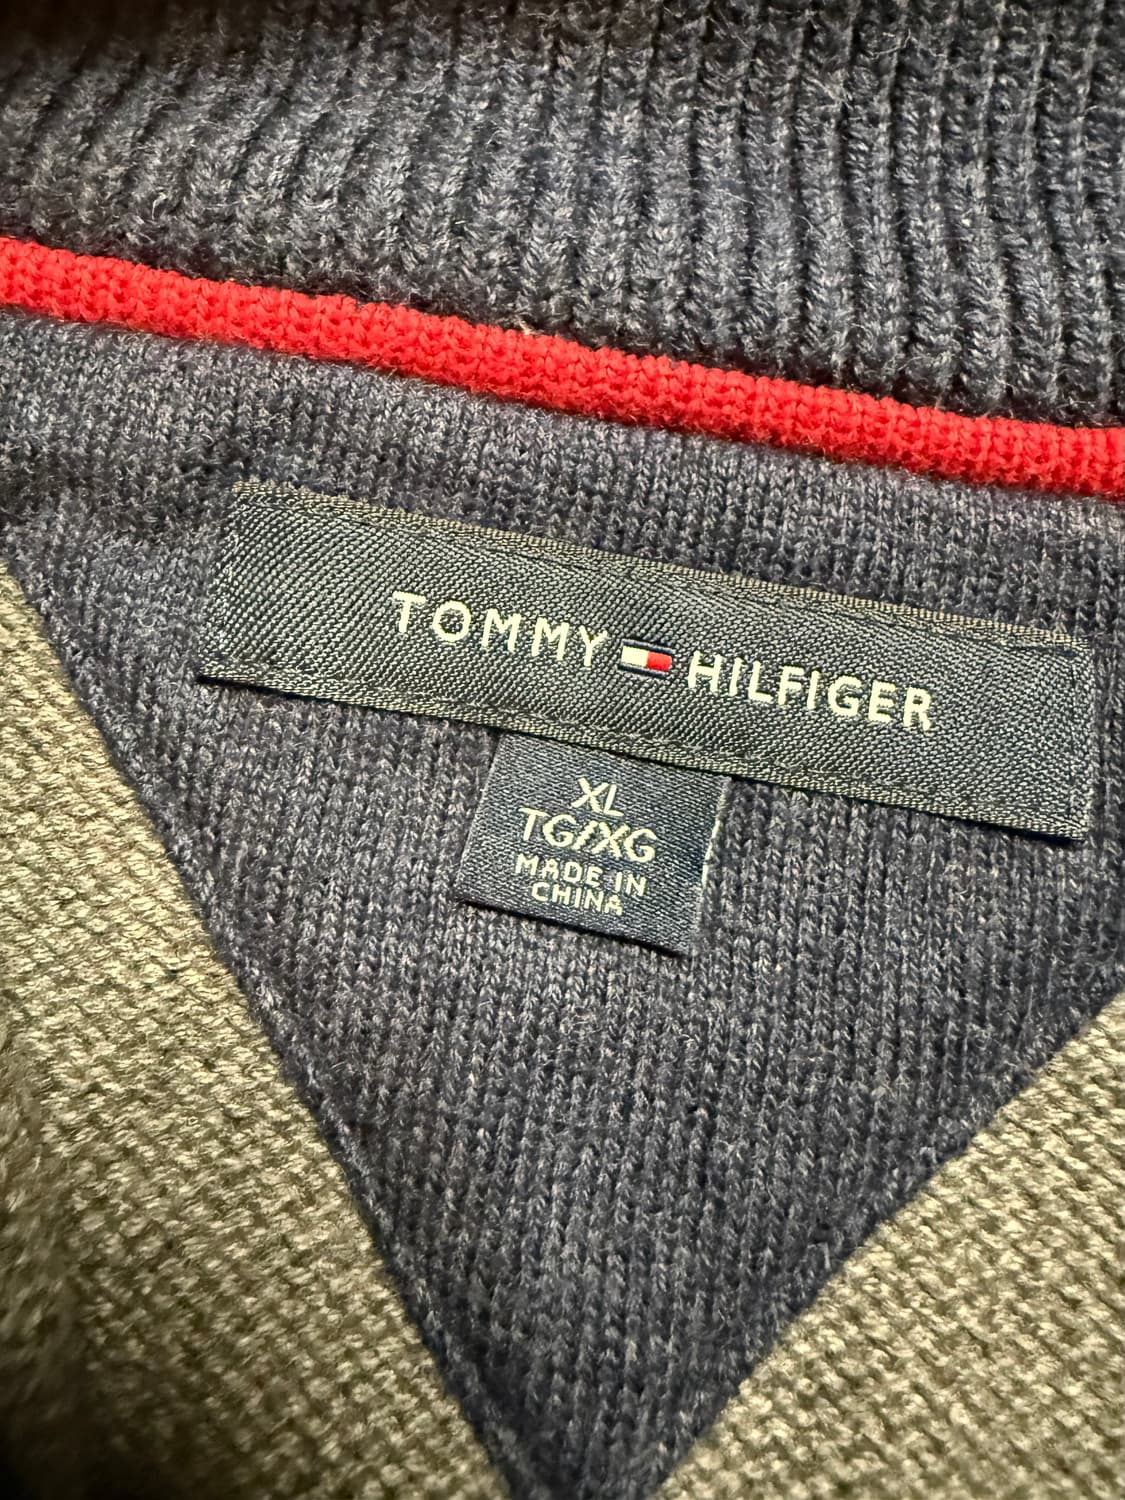 TOMMY HILFIGER
XL
TG/XG
MADE IN
CHINA